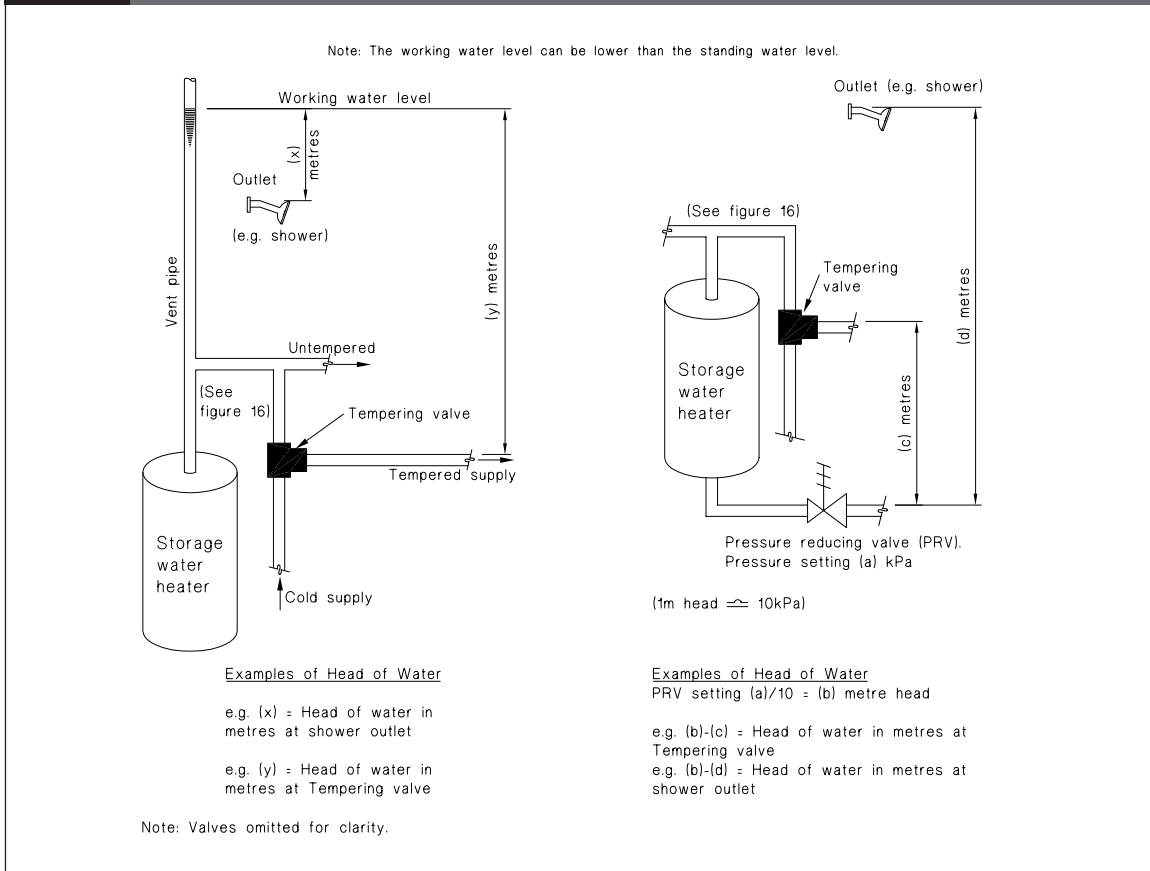 Note: The working water level can be lower than the standing water level.
Working water level
(x)
metres
Outlet
(e.g. shower)
(y) metres
Vent pipe
Untempered
(See
figure 16)
Tempering valve
Tempered supply
Storage
water
heater
Cold supply
Examples of Head of Water
e.g. (x) = Head of water in
metres at shower outlet
e.g. (y) = Head of water in
metres at Tempering valve
Note: Valves omitted for clarity.
Outlet (e.g. shower)
(See figure 16)
Tempering
valve
(d) metres
Storage
water
heater
(c) metres
Pressure reducing valve (PRV).
Pressure setting (a) kPa
(1m head ≏ 10kPa)
Examples of Head of Water
PRV setting (a)/10 = (b) metre head
e.g. (b)-(c) = Head of water in metres at
Tempering valve
e.g. (b)-(d) = Head of water in metres at
shower outlet